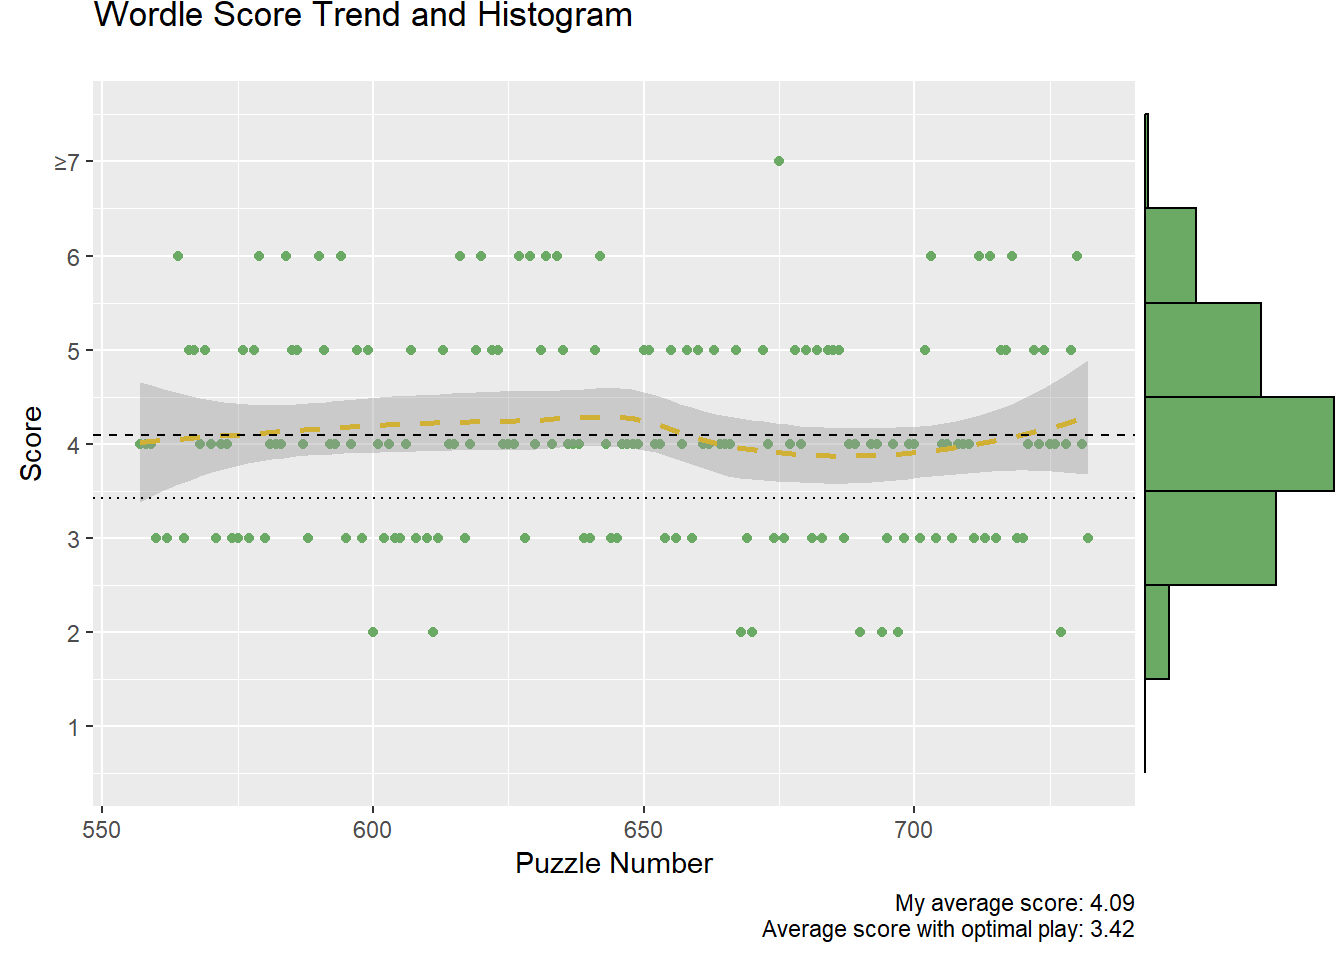 Wordle Score Trend and Histogram
≥7
6
5
4
3
2
1
Score
550 600 650 700
Puzzle Number
My average score: 4.09
Average score with optimal play: 3.42